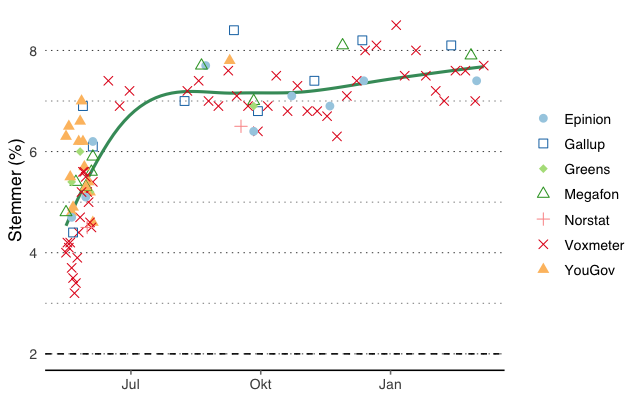 Stemmer (%)
8
6
4
2
Jul
Okt
Jan
Epinion
Gallup
Greens
Megafon
Norstat
Voxmeter
YouGov